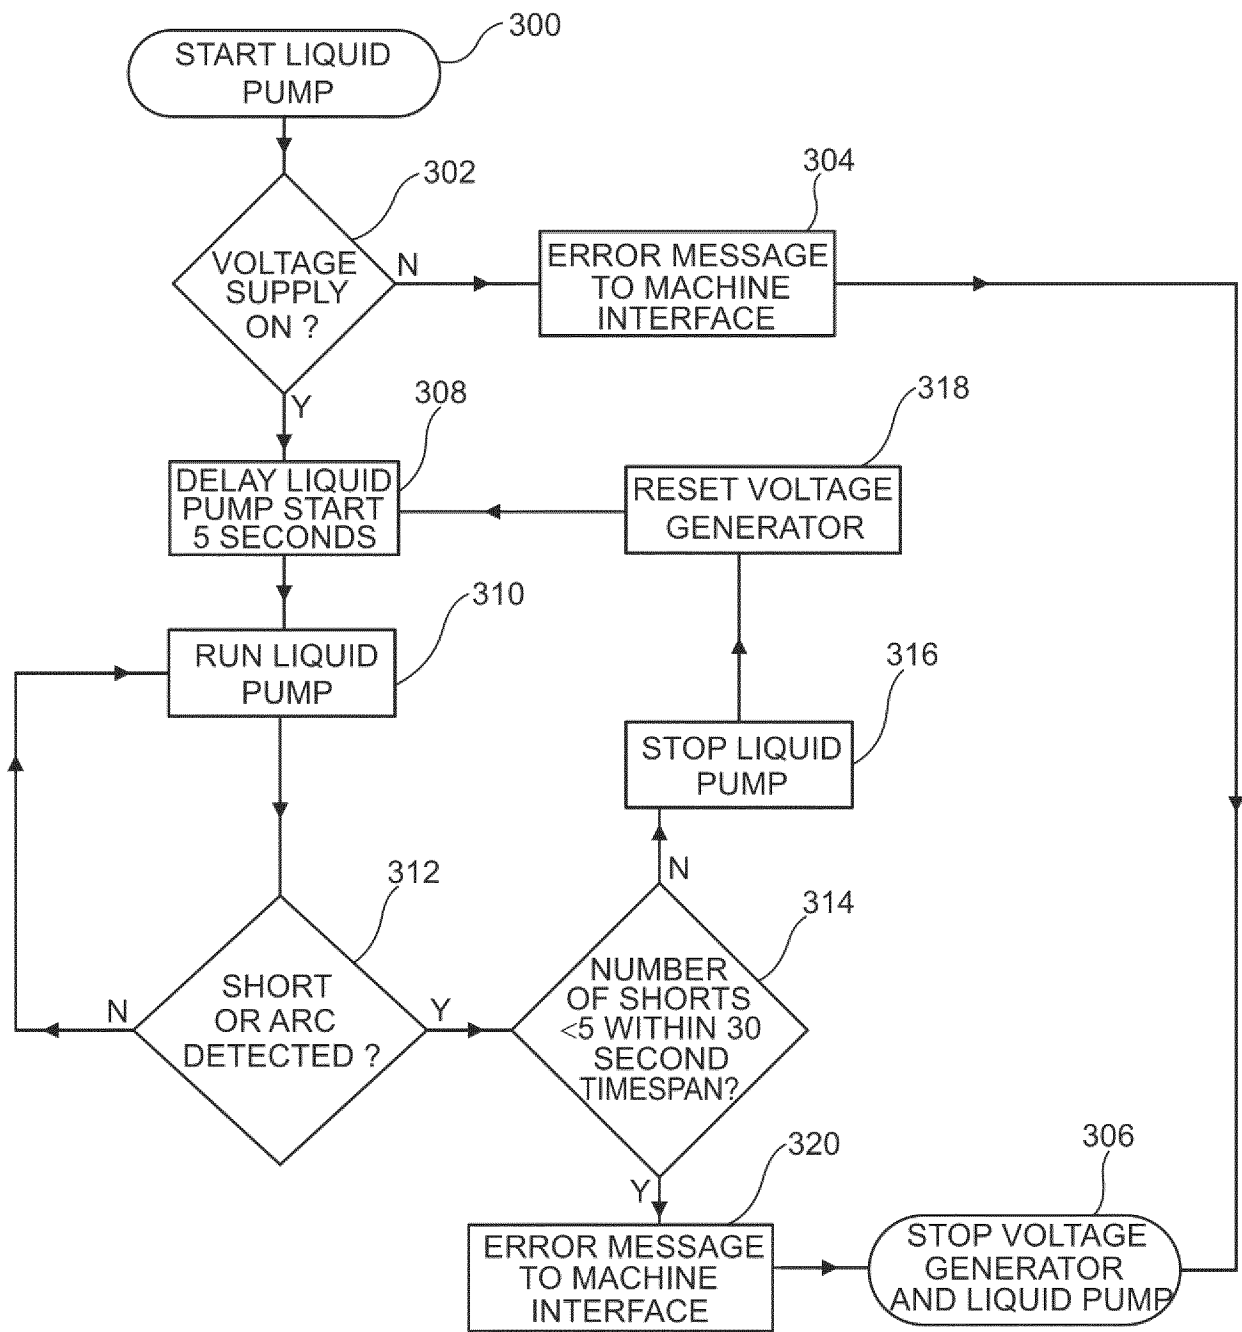 300
START LIQUID
PUMP
302
VOLTAGE
SUPPLY
ON ?
N
304
ERROR MESSAGE
TO MACHINE
INTERFACE
Y
308
DELAY LIQUID
PUMP START
5 SECONDS
318
RESET VOLTAGE
GENERATOR
310
RUN LIQUID
PUMP
316
STOP LIQUID
PUMP
312
SHORT
OR ARC
DETECTED ?
N
Y
N
314
NUMBER
OF SHORTS
<5 WITHIN 30
SECOND
TIMESPAN?
Y
320
ERROR MESSAGE
TO MACHINE
INTERFACE
306
STOP VOLTAGE
GENERATOR
AND LIQUID PUMP